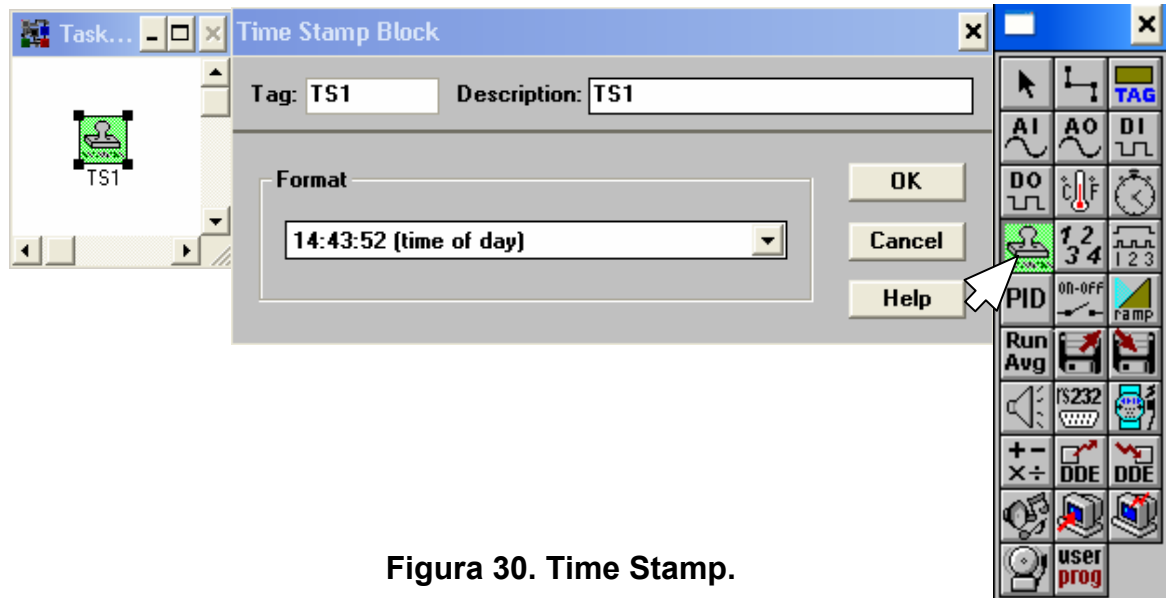 Task...
TS1
Time Stamp Block
Tag: TS1 Description: TS1
Format
14:43:52 (time of day)
OK
Cancel
Help
TAG
AI AO DI
DO °C °F
1 2 3 4 1 2 3
PID on-off ramp
Run Avg
rs232
+ - × ÷ DDE DDE
user prog
Figura 30. Time Stamp.